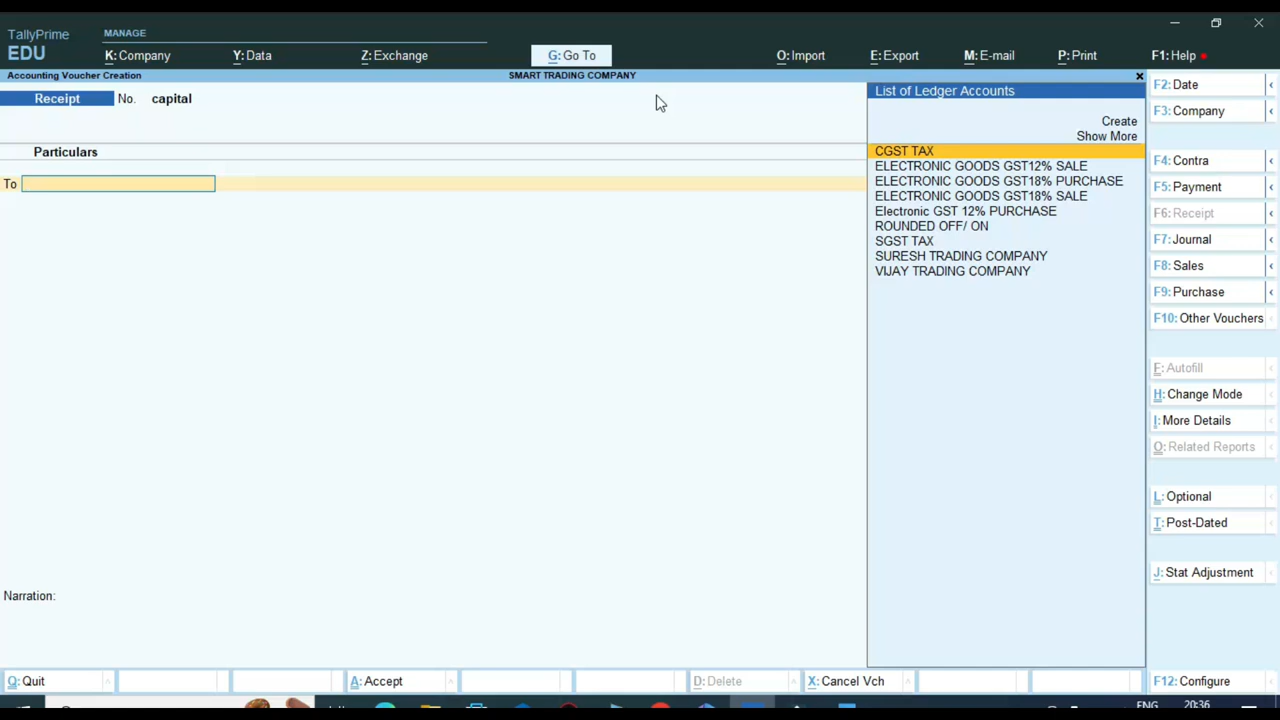 TallyPrime
EDU
MANAGE
K: Company
Y: Data
Z: Exchange
G: Go To
O: Import
E: Export
M: E-mail
P: Print
F1: Help
Accounting Voucher Creation
SMART TRADING COMPANY
Receipt No. capital
Particulars
To
Narration:
List of Ledger Accounts
Create
Show More
CGST TAX
ELECTRONIC GOODS GST12% SALE
ELECTRONIC GOODS GST18% PURCHASE
ELECTRONIC GOODS GST18% SALE
Electronic GST 12% PURCHASE
ROUNDED OFF/ ON
SGST TAX
SURESH TRADING COMPANY
VIJAY TRADING COMPANY
F2: Date
F3: Company
F4: Contra
F5: Payment
F6: Receipt
F7: Journal
F8: Sales
F9: Purchase
F10: Other Vouchers
F: Autofill
H: Change Mode
I: More Details
O: Related Reports
L: Optional
T: Post-Dated
J: Stat Adjustment
Q: Quit
A: Accept
D: Delete
X: Cancel Vch
F12: Configure
ENG
20:36